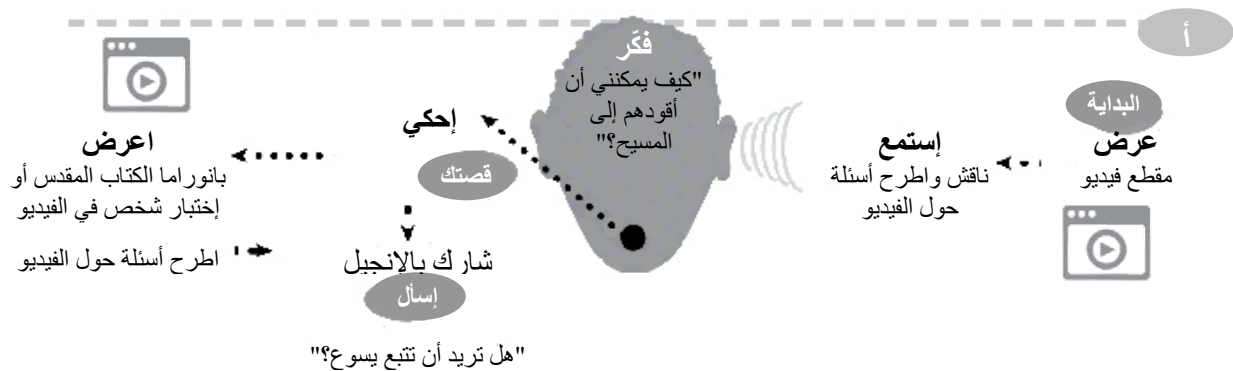 أ
البداية
عرض
مقطع فيديو
إستمع
ناقش واطرح أسئلة
حول الفيديو
فكّر
"كيف يمكنني أن
أقودهم إلى
المسيح؟"
إحكي
قصتك
شارك بالإنجيل
إسأل
"هل تريد أن تتبع يسوع؟"
اعرض
بانوراما الكتاب المقدس أو
إختبار شخص في الفيديو
اطرح أسئلة حول الفيديو